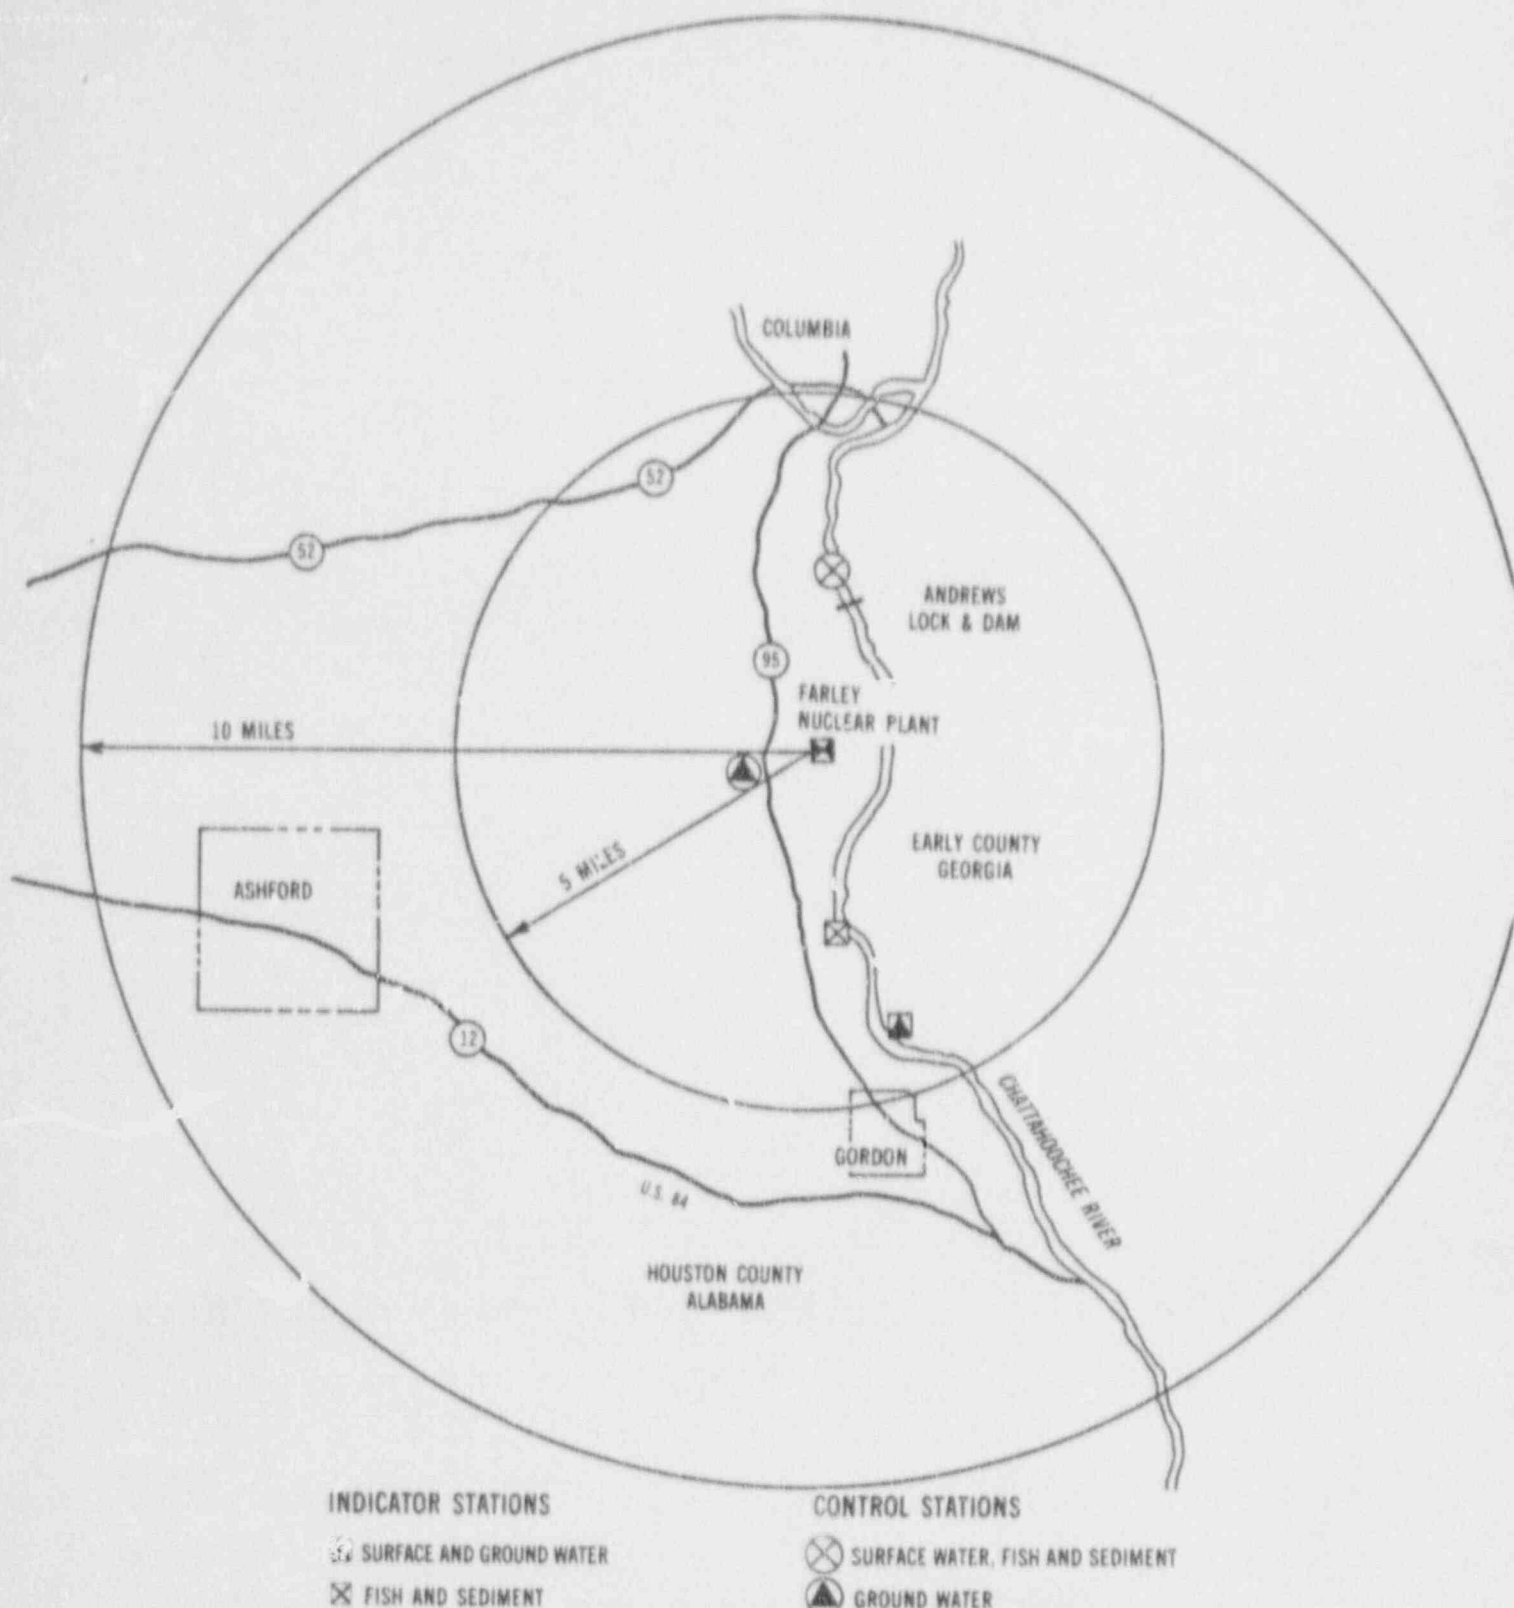 COLUMBIA
52
52
ANDREWS
LOCK & DAM
95
FARLEY
NUCLEAR PLANT
10 MILES
5 MILES
EARLY COUNTY
GEORGIA
ASHFORD
12
GORDON
CHATTAHOOCHEE RIVER
U.S. 84
HOUSTON COUNTY
ALABAMA
INDICATOR STATIONS
SURFACE AND GROUND WATER
FISH AND SEDIMENT
CONTROL STATIONS
SURFACE WATER, FISH AND SEDIMENT
GROUND WATER